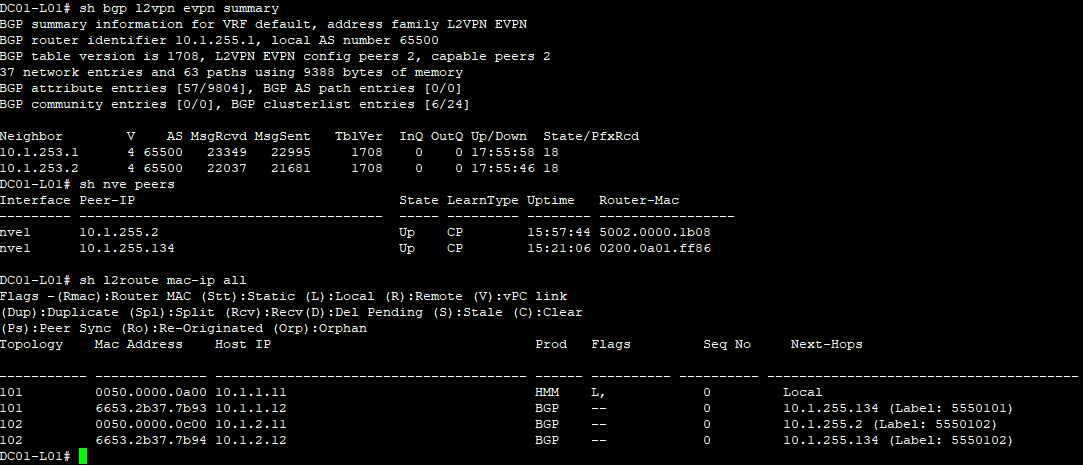 DC01-L01# sh bgp l2vpn evpn summary
BGP summary information for VRF default, address family L2VPN EVPN
BGP router identifier 10.1.255.1, local AS number 65500
BGP table version is 1708, L2VPN EVPN config peers 2, capable peers 2
37 network entries and 63 paths using 9388 bytes of memory
BGP attribute entries [57/9804], BGP AS path entries [0/0]
BGP community entries [0/0], BGP clusterlist entries [6/24]
Neighbor        V    AS MsgRcvd MsgSent   TblVer  InQ OutQ Up/Down  State/PfxRcd
10.1.253.1      4 65500   23349   22995     1708    0    0 17:55:58 18
10.1.253.2      4 65500   22037   21681     1708    0    0 17:55:46 18
DC01-L01# sh nve peers
Interface Peer-IP                                 State LearnType Uptime   Router-Mac
--------- --------------------------------------  ----- --------- -------- -----------------
nve1      10.1.255.2                              Up    CP        15:57:44 5002.0000.1b08
nve1      10.1.255.134                            Up    CP        15:21:06 0200.0a01.ff86
DC01-L01# sh l2route mac-ip all
Flags -(Rmac):Router MAC (Stt):Static (L):Local (R):Remote (V):vPC link
(Dup):Duplicate (Spl):Split (Rcv):Recv(D):Del Pending (S):Stale (C):Clear
(Ps):Peer Sync (Ro):Re-Originated (Orp):Orphan
Topology    Mac Address    Host IP                                 Prod   Flags         Seq No     Next-Hops
----------- -------------- --------------------------------------- ------ ---------- ---------- ---------------------------------------
101         0050.0000.0a00 10.1.1.11                               HMM    L,            0         Local
101         6653.2b37.7b93 10.1.1.12                               BGP    --            0         10.1.255.134 (Label: 5550101)
102         0050.0000.0c00 10.1.2.11                               BGP    --            0         10.1.255.2 (Label: 5550102)
102         6653.2b37.7b94 10.1.2.12                               BGP    --            0         10.1.255.134 (Label: 5550102)
DC01-L01#